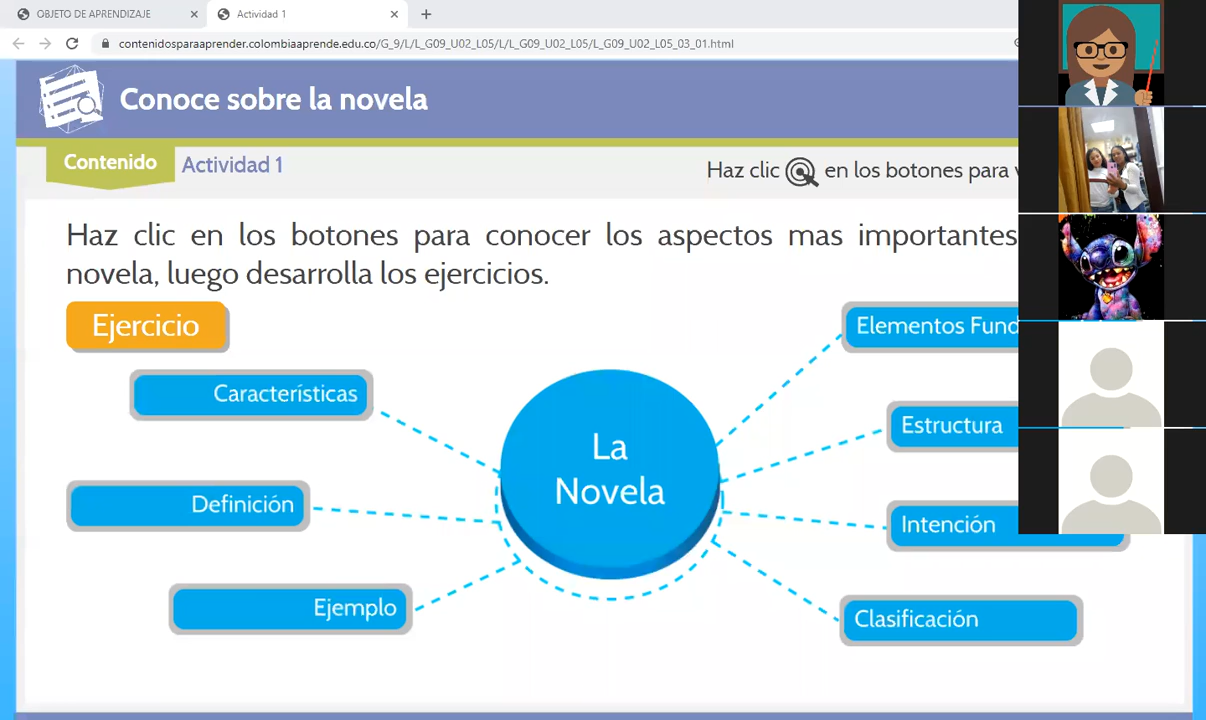 OBJETO DE APRENDIZAJE
Actividad 1
contenidosparaaprender.colombiaaprende.edu.co/G_9/L/L_G09_U02_L05/L/L_G09_U02_L05/L_G09_U02_L05_03_01.html
Conoce sobre la novela
Contenido
Actividad 1
Haz clic en los botones para
Haz clic en los botones para conocer los aspectos mas importantes
novela, luego desarrolla los ejercicios.
Ejercicio
Elementos Fund
Características
Estructura
La
Novela
Definición
Intención
Ejemplo
Clasificación